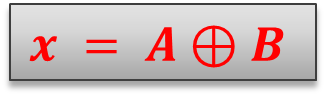 x = A ⊕ B